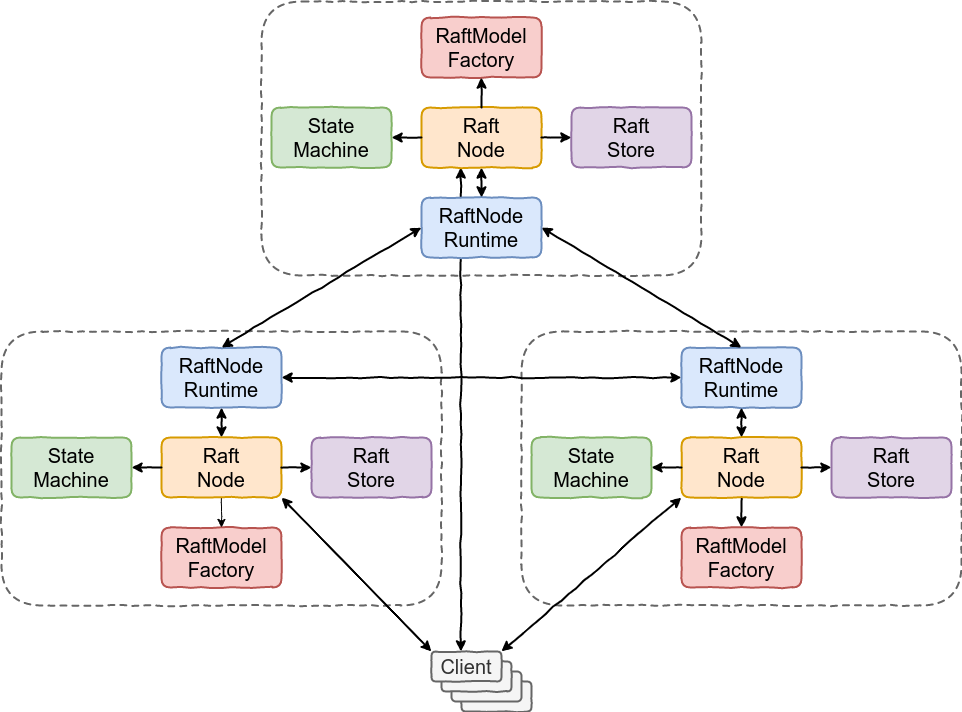 RaftModel
Factory
State
Machine
Raft
Node
Raft
Store
RaftNode
Runtime
RaftNode
Runtime
RaftNode
Runtime
State
Machine
Raft
Node
Raft
Store
State
Machine
Raft
Node
Raft
Store
RaftModel
Factory
RaftModel
Factory
Client